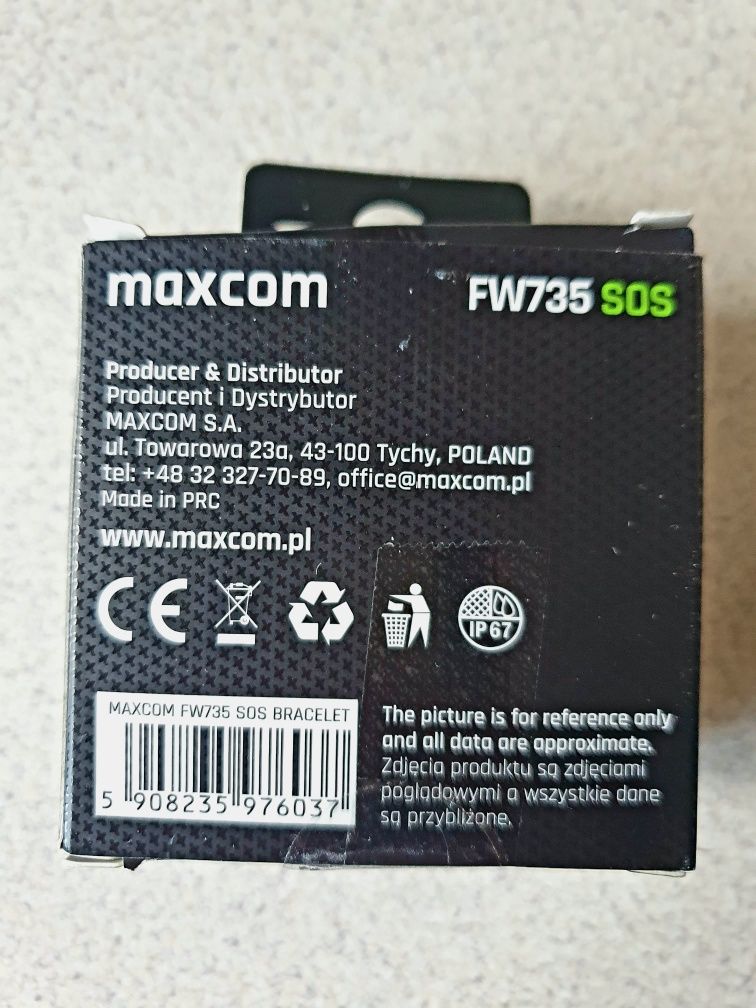 maxcom
FW735 SOS
Producer & Distributor
Producent i Dystrybutor
MAXCOM S.A.
ul. Towarowa 23a, 43-100 Tychy, POLAND
tel: +48 32 327-70-89, office@maxcom.pl
Made in PRC
www.maxcom.pl
CE
IP 67
MAXCOM FW735 SOS BRACELET
5 908235 976037
The picture is for reference only
and all data are approximate.
Zdjęcia produktu są zdjęciami
poglądowymi a wszystkie dane
są przybliżone.